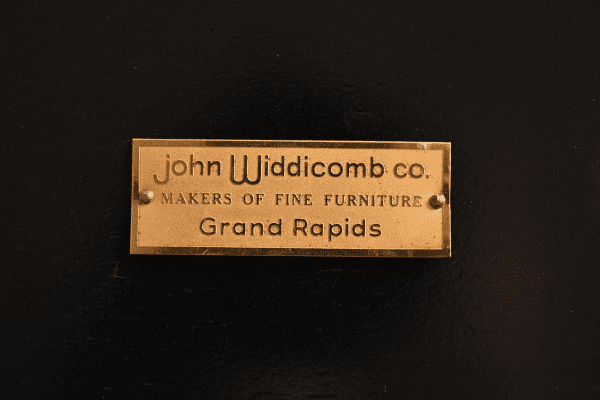 john Widdicomb co.
MAKERS OF FINE FURNITURE
Grand Rapids